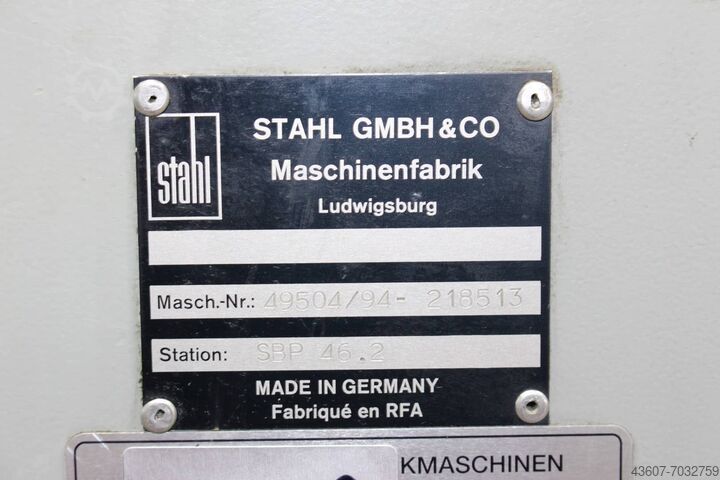 stahl
STAHL GMBH & CO
Maschinenfabrik
Ludwigsburg
Masch.-Nr.: 49504/94- 218513
Station: SBP 46.2
MADE IN GERMANY
Fabriqué en RFA
KMASCHINEN
43607-7032759